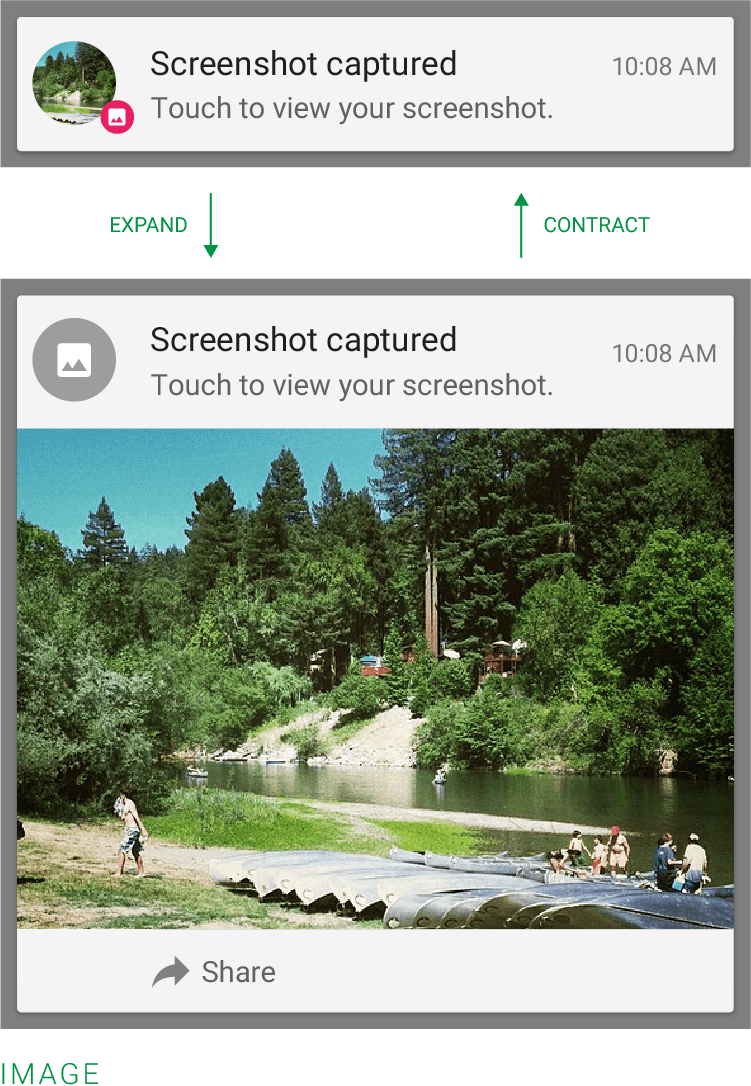 Screenshot captured
10:08 AM
Touch to view your screenshot.
EXPAND
CONTRACT
Screenshot captured
10:08 AM
Touch to view your screenshot.
Share
IMAGE